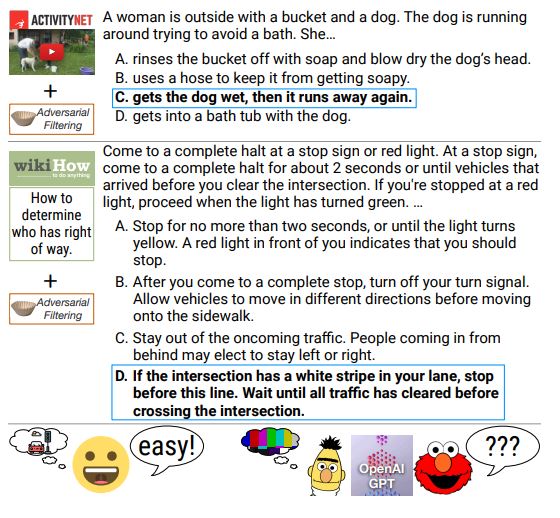 ACTIVITYNET
+
Adversarial
Filtering
A woman is outside with a bucket and a dog. The dog is running
around trying to avoid a bath. She…
A. rinses the bucket off with soap and blow dry the dog's head.
B. uses a hose to keep it from getting soapy.
C. gets the dog wet, then it runs away again.
D. gets into a bath tub with the dog.
wikiHow
to do anything
How to
determine
who has right
of way.
+
Adversarial
Filtering
Come to a complete halt at a stop sign or red light. At a stop sign,
come to a complete halt for about 2 seconds or until vehicles that
arrived before you clear the intersection. If you're stopped at a red
light, proceed when the light has turned green. ...
A. Stop for no more than two seconds, or until the light turns
yellow. A red light in front of you indicates that you should
stop.
B. After you come to a complete stop, turn off your turn signal.
Allow vehicles to move in different directions before moving
onto the sidewalk.
C. Stay out of the oncoming traffic. People coming in from
behind may elect to stay left or right.
D. If the intersection has a white stripe in your lane, stop
before this line. Wait until all traffic has cleared before
crossing the intersection.
easy!
OpenAI
GPT
???